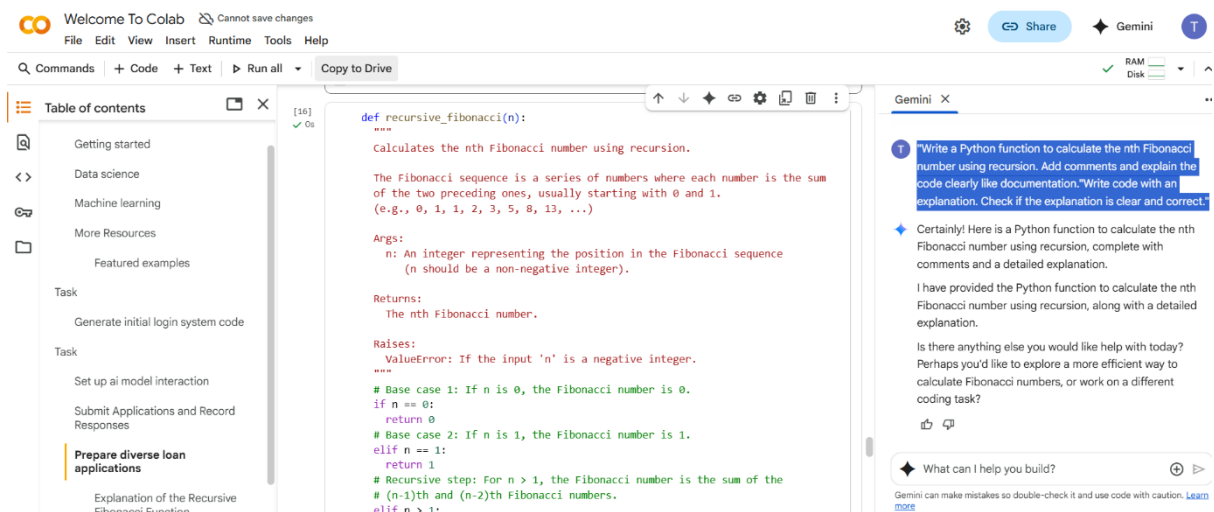 Welcome To Colab
Cannot save changes
File Edit View Insert Runtime Tools Help
Share
Gemini
T
Commands + Code + Text Run all Copy to Drive
RAM
Disk
Table of contents
Getting started
Data science
Machine learning
More Resources
Featured examples
Task
Generate initial login system code
Task
Set up ai model interaction
Submit Applications and Record
Responses
Prepare diverse loan
applications
Explanation of the Recursive
Fibonacci Function
[16]
0s
def recursive_fibonacci(n):
"""
Calculates the nth Fibonacci number using recursion.
The Fibonacci sequence is a series of numbers where each number is the sum
of the two preceding ones, usually starting with 0 and 1.
(e.g., 0, 1, 1, 2, 3, 5, 8, 13, ...)
Args:
n: An integer representing the position in the Fibonacci sequence
(n should be a non-negative integer).
Returns:
The nth Fibonacci number.
Raises:
ValueError: If the input 'n' is a negative integer.
"""
# Base case 1: If n is 0, the Fibonacci number is 0.
if n == 0:
return 0
# Base case 2: If n is 1, the Fibonacci number is 1.
elif n == 1:
return 1
# Recursive step: For n > 1, the Fibonacci number is the sum of the
# (n-1)th and (n-2)th Fibonacci numbers.
elif n > 1:
Gemini
T
"Write a Python function to calculate the nth Fibonacci
number using recursion. Add comments and explain the
code clearly like documentation."Write code with an
explanation. Check if the explanation is clear and correct."
Certainly! Here is a Python function to calculate the nth
Fibonacci number using recursion, complete with
comments and a detailed explanation.
I have provided the Python function to calculate the nth
Fibonacci number using recursion, along with a detailed
explanation.
Is there anything else you would like help with today?
Perhaps you'd like to explore a more efficient way to
calculate Fibonacci numbers, or work on a different
coding task?
What can I help you build?
Gemini can make mistakes so double-check it and use code with caution. Learn
more